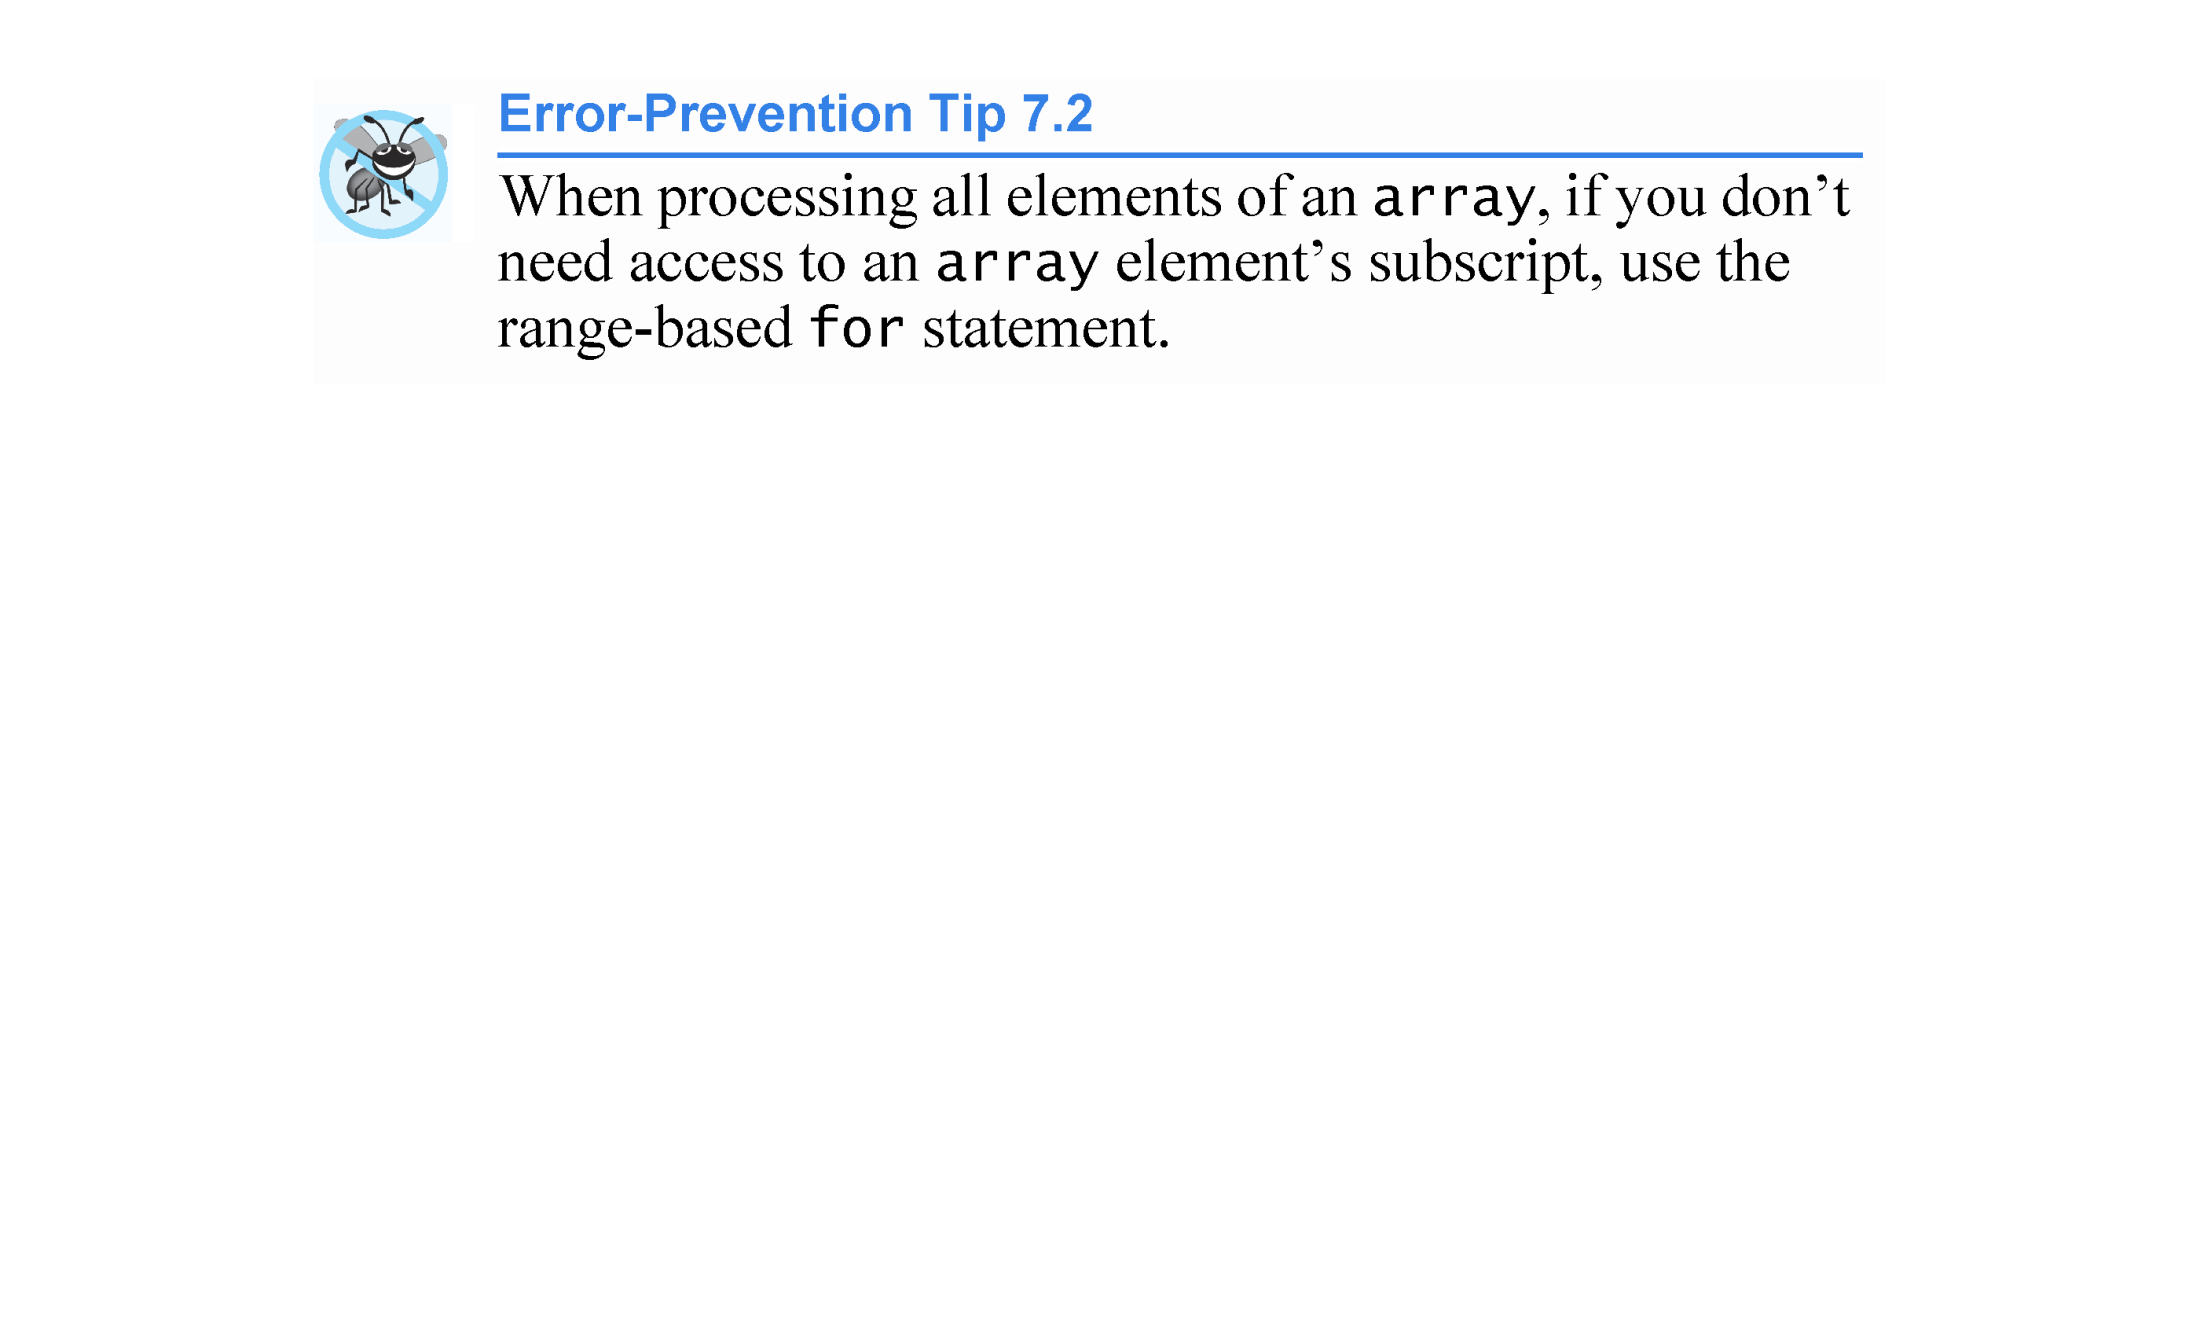 Error-Prevention Tip 7.2
When processing all elements of an array, if you don’t
need access to an array element’s subscript, use the
range-based for statement.